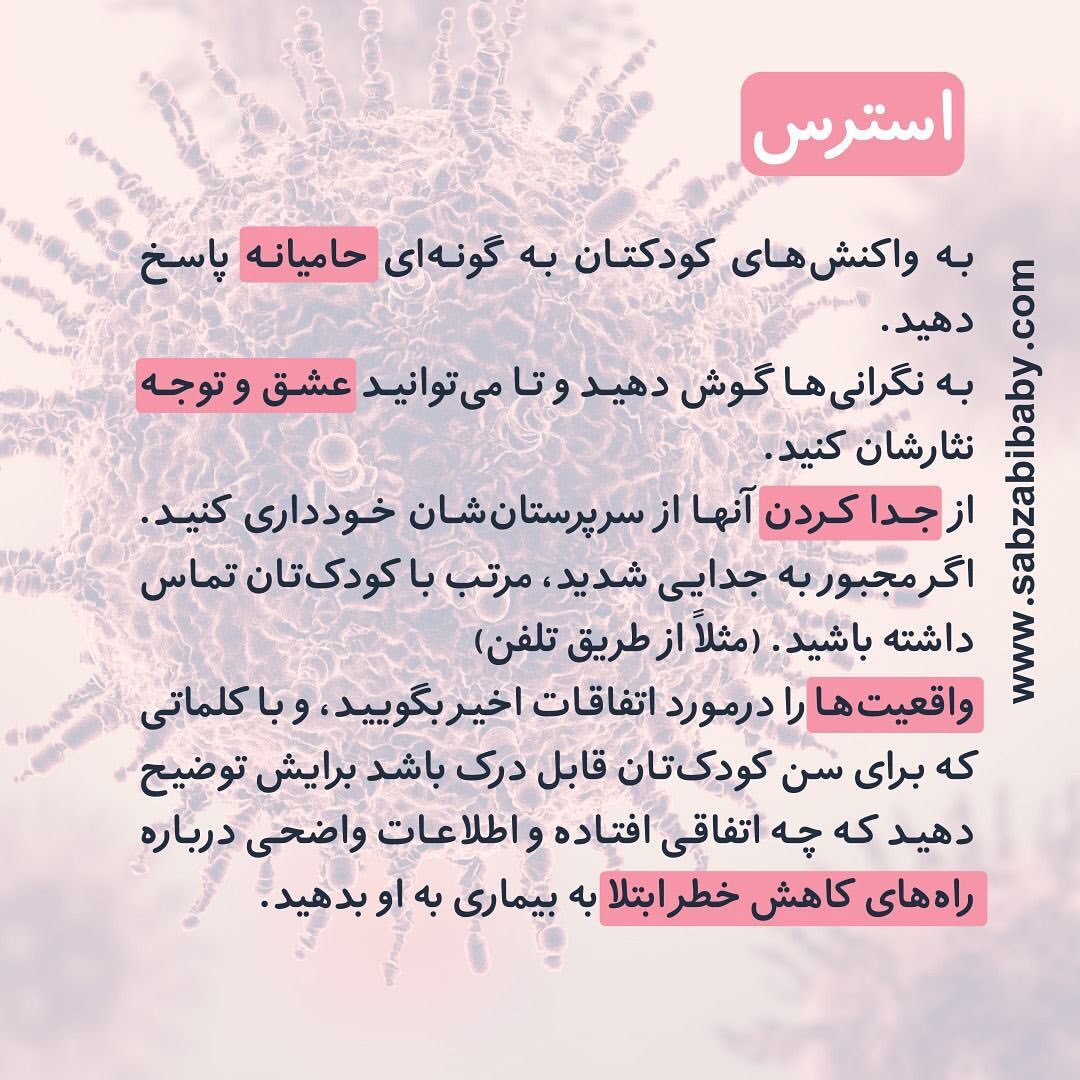 استرس
به واکنش‌های کودکتان به گونه‌ای حامیانه پاسخ
دهید.
به نگرانی‌ها گوش دهید و تا می‌توانید عشق و توجه
نثارشان کنید.
از جدا کردن آنها از سرپرستان‌شان خودداری کنید.
اگر مجبور به جدایی شدید، مرتب با کودک‌تان تماس
داشته باشید. (مثلاً از طریق تلفن)
واقعیت‌ها را درمورد اتفاقات اخیر بگویید، و با کلماتی
که برای سن کودک‌تان قابل درک باشد برایش توضیح
دهید که چه اتفاقی افتاده و اطلاعات واضحی درباره
راه‌های کاهش خطر ابتلا به بیماری به او بدهید.
www.sabzabibaby.com